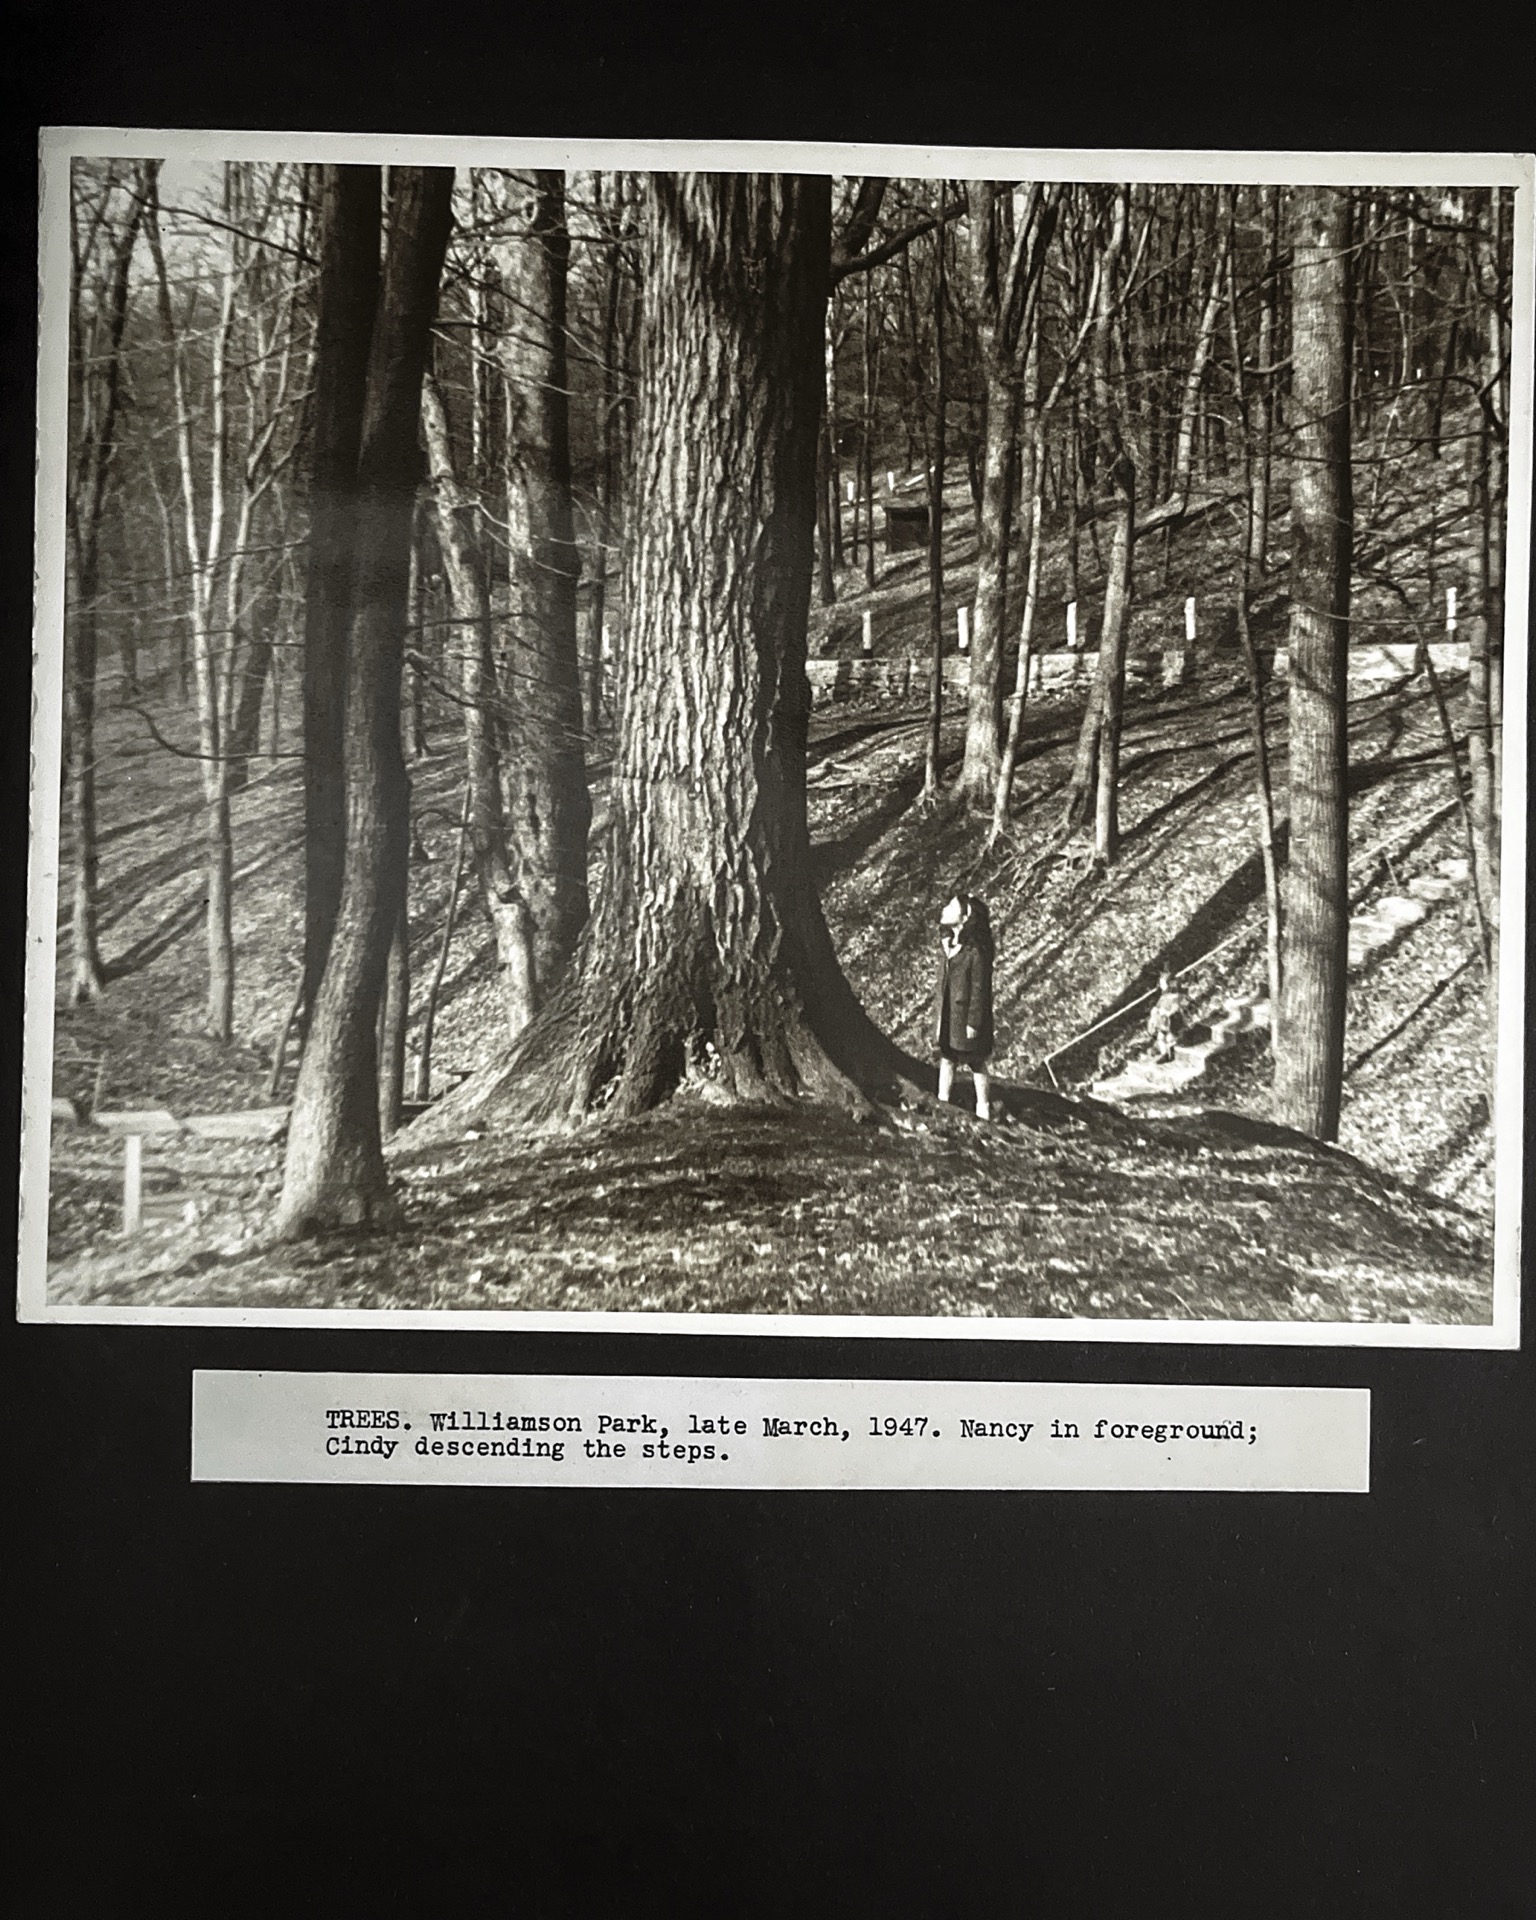 TREES. Williamson Park, late March, 1947. Nancy in foreground;
Cindy descending the steps.